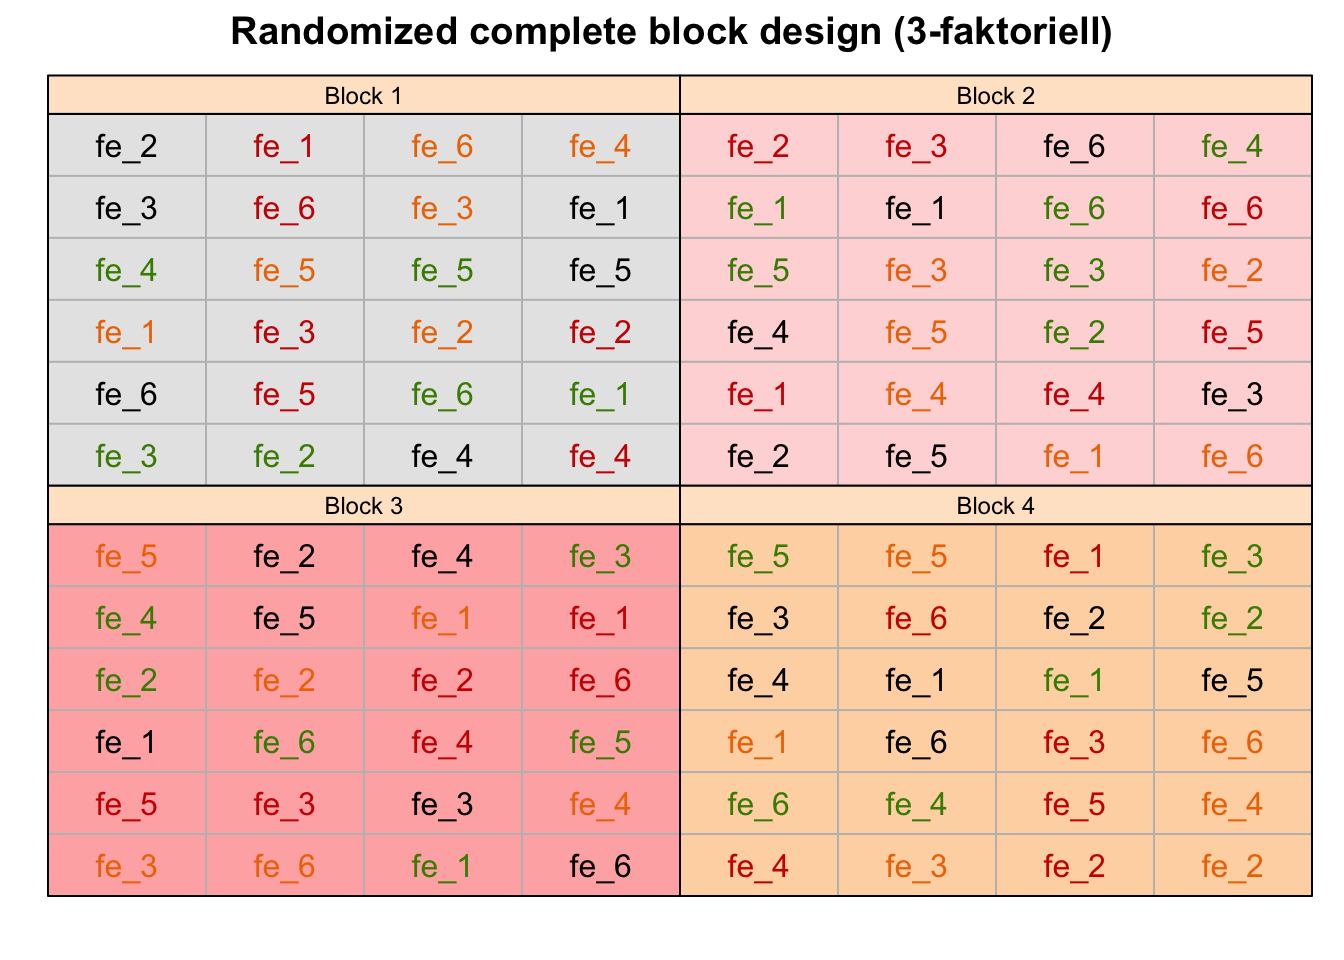 Randomized complete block design (3-faktoriell)
Block 1 Block 2
fe_2 fe_1 fe_6 fe_4 fe_2 fe_3 fe_6 fe_4
fe_3 fe_6 fe_3 fe_1 fe_1 fe_1 fe_6 fe_6
fe_4 fe_5 fe_5 fe_5 fe_5 fe_3 fe_3 fe_2
fe_1 fe_3 fe_2 fe_2 fe_4 fe_5 fe_2 fe_5
fe_6 fe_5 fe_6 fe_1 fe_1 fe_4 fe_4 fe_3
fe_3 fe_2 fe_4 fe_4 fe_2 fe_5 fe_1 fe_6
Block 3 Block 4
fe_5 fe_2 fe_4 fe_3 fe_5 fe_5 fe_1 fe_3
fe_4 fe_5 fe_1 fe_1 fe_3 fe_6 fe_2 fe_2
fe_2 fe_2 fe_2 fe_6 fe_4 fe_1 fe_1 fe_5
fe_1 fe_6 fe_4 fe_5 fe_1 fe_6 fe_3 fe_6
fe_5 fe_3 fe_3 fe_4 fe_6 fe_4 fe_5 fe_4
fe_3 fe_6 fe_1 fe_6 fe_4 fe_3 fe_2 fe_2